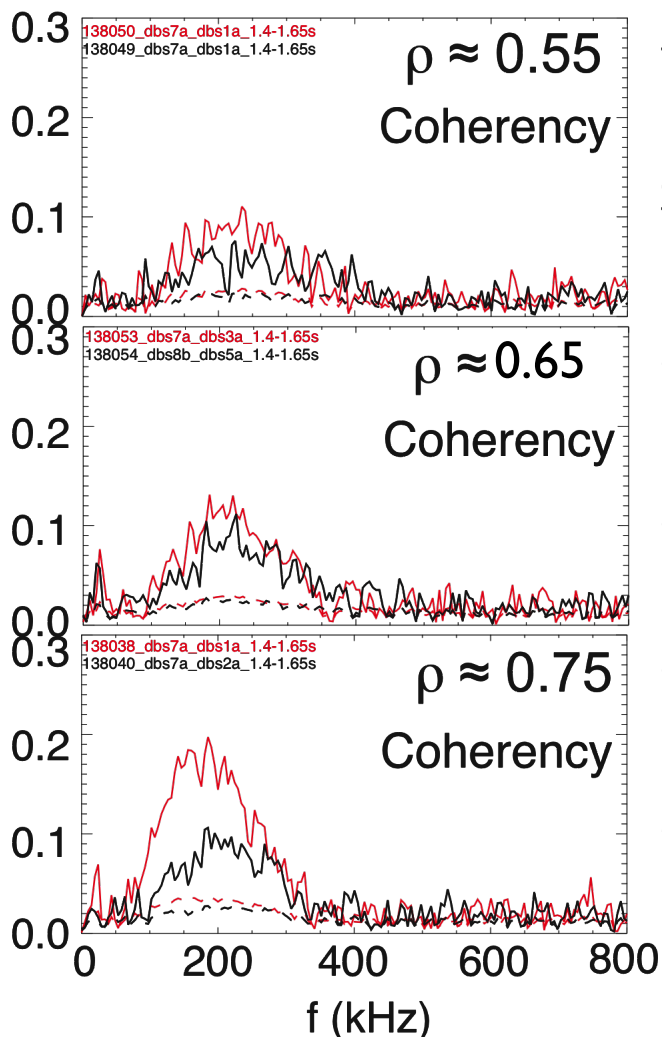 0.3
138050_dbs7a_dbs1a_1.4-1.65s
138049_dbs7a_dbs1a_1.4-1.65s
ρ ≈ 0.55
Coherency
0.2
0.1
0.0
0.3
138053_dbs7a_dbs3a_1.4-1.65s
138054_dbs8b_dbs5a_1.4-1.65s
ρ ≈ 0.65
Coherency
0.2
0.1
0.0
0.3
138038_dbs7a_dbs1a_1.4-1.65s
138040_dbs7a_dbs2a_1.4-1.65s
ρ ≈ 0.75
Coherency
0.2
0.1
0.0
0 200 400 600 800
f (kHz)